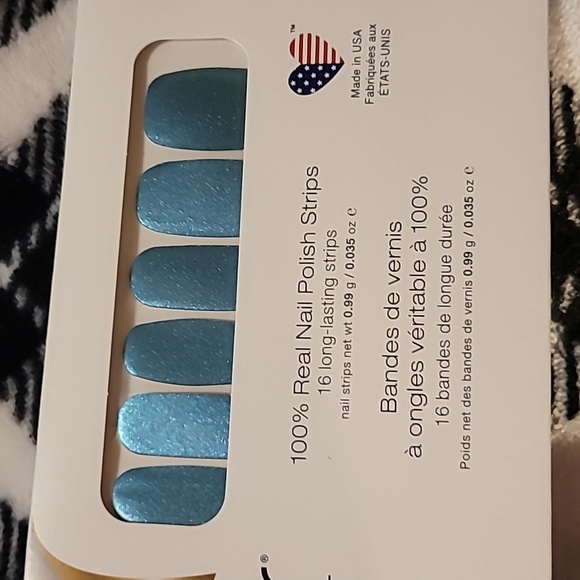 100% Real Nail Polish Strips
16 long-lasting strips
nail strips net wt 0.99 g / 0.035 oz ℮
Bandes de vernis
à ongles véritable à 100%
16 bandes de longue durée
Poids net des bandes de vernis 0.99 g / 0.035 oz ℮
™
Made in USA
Fabriquées aux
ÉTATS-UNIS
®